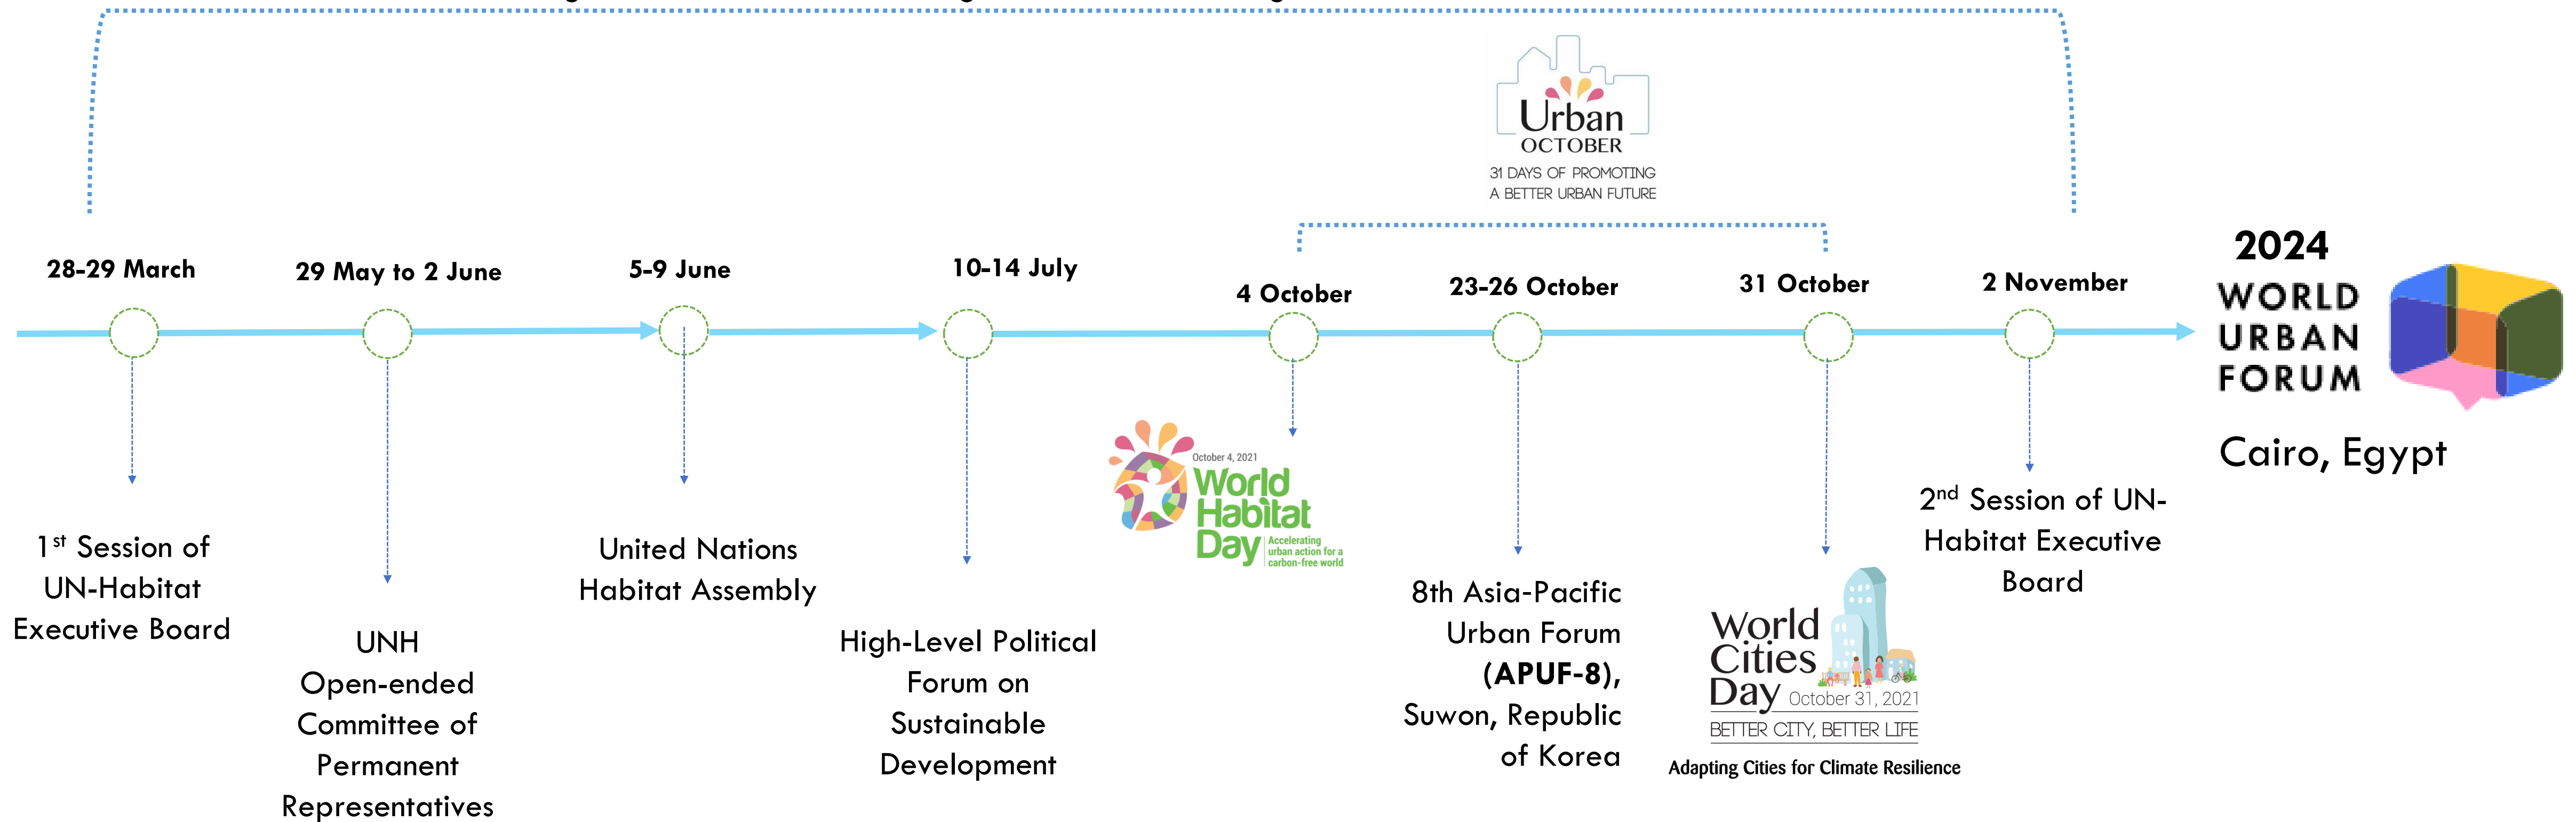 Urban
OCTOBER
31 DAYS OF PROMOTING
A BETTER URBAN FUTURE
28-29 March
29 May to 2 June
5-9 June
10-14 July
4 October
23-26 October
31 October
2 November
2024
WORLD
URBAN
FORUM
Cairo, Egypt
1st Session of
UN-Habitat
Executive Board
UNH
Open-ended
Committee of
Permanent
Representatives
United Nations
Habitat Assembly
High-Level Political
Forum on
Sustainable
Development
October 4, 2021
World
Habitat
Day
Accelerating
urban action for a
carbon-free world
8th Asia-Pacific
Urban Forum
(APUF-8),
Suwon, Republic
of Korea
World
Cities
Day
October 31, 2021
BETTER CITY, BETTER LIFE
Adapting Cities for Climate Resilience
2nd Session of UN-
Habitat Executive
Board